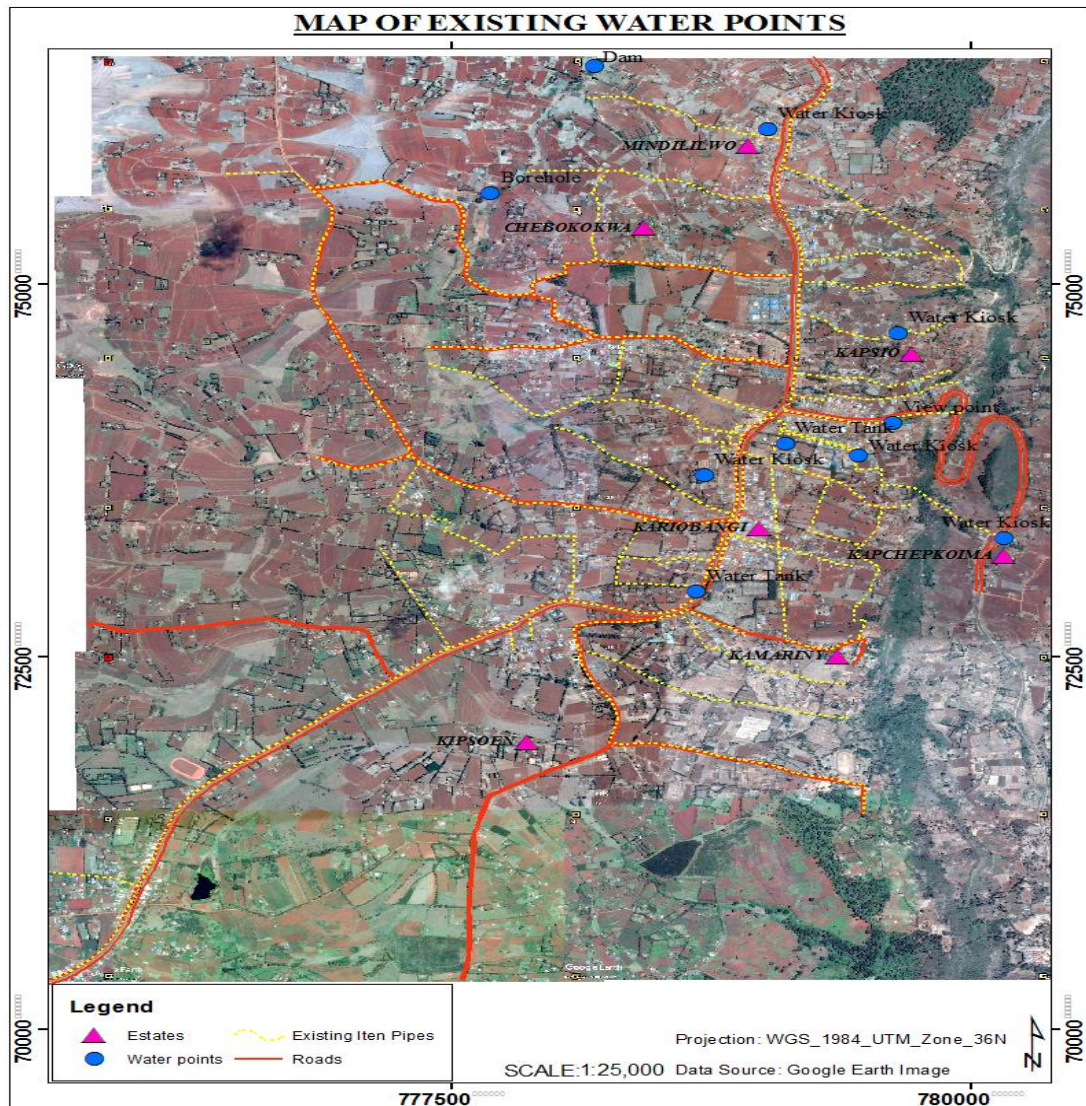 MAP OF EXISTING WATER POINTS
Dam
Water Kiosk
MINDILILWO
Borehole
CHEBOKOKWA
75000
75000
Water Kiosk
KAPSIO
View point
Water Tank
Water Kiosk
Water Kiosk
KARIOBANGI
Water Kiosk
KAPCHEPKOIMA
Water Tank
KAMARINY
72500
72500
KIPSOEN
Google Earth
Legend
Estates
Existing Iten Pipes
Water points
Roads
Projection: WGS_1984_UTM_Zone_36N
SCALE:1:25,000 Data Source: Google Earth Image
N
70000
70000
777500
780000